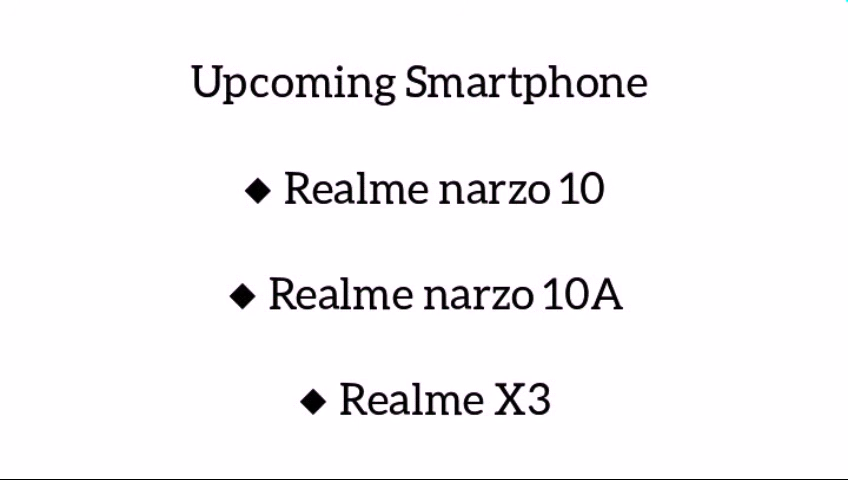 Upcoming Smartphone
◆ Realme narzo 10
◆ Realme narzo 10A
◆ Realme X3